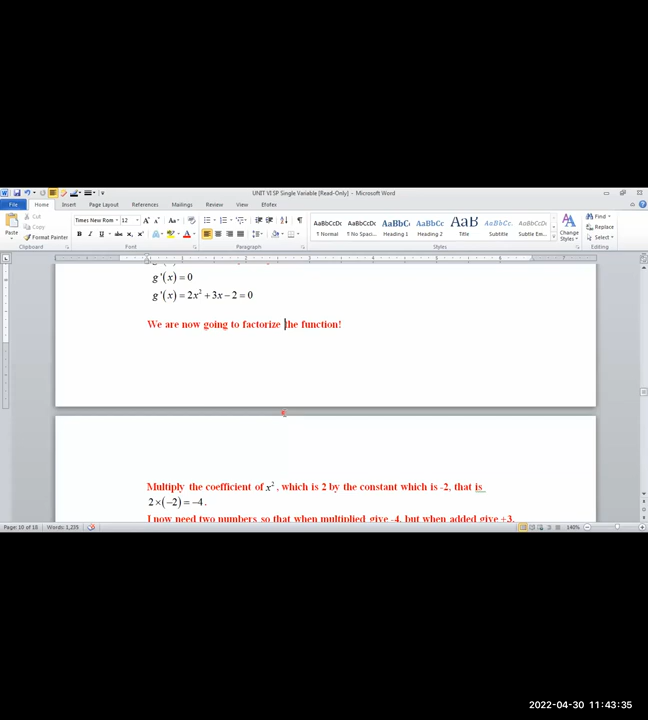 UNIT VI SP Single Variable [Read-Only] - Microsoft Word
File Home Insert Page Layout References Mailings Review View Efofex
Cut
Copy
Format Painter
Paste
Times New Rom 12
Clipboard Font Paragraph Styles Editing
AaBbCcDc AaBbCcDc AaBbC AaBbCc AaB AaBbCc. AaBbCcDc
T Normal T No Spac... Heading 1 Heading 2 Title Subtitle Subtle Em...
Change Styles
Find
Replace
Select
g'(x) = 0
g'(x) = 2x² + 3x − 2 = 0
We are now going to factorize the function!
Multiply the coefficient of x², which is 2 by the constant which is -2, that is
2×(−2) = −4.
I now need two numbers so that when multiplied give -4, but when added give +3.
Page: 10 of 18 Words: 1,235 140%
2022-04-30 11:43:35